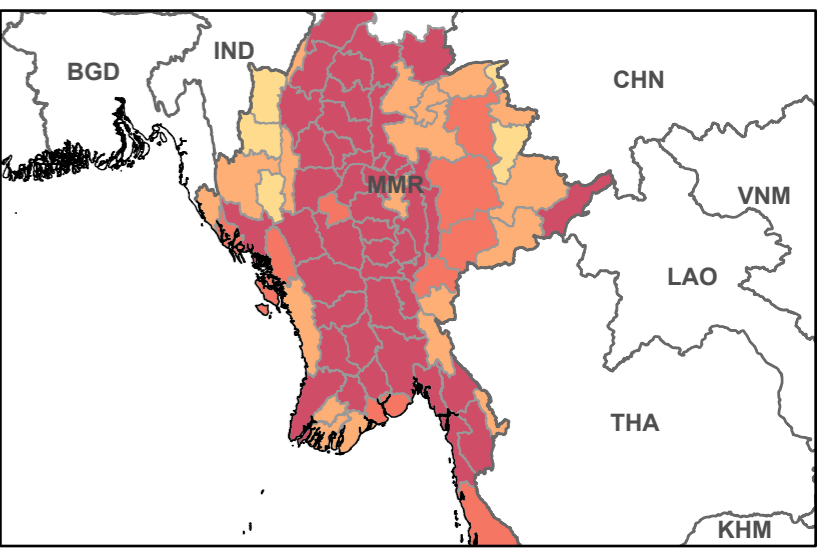 IND
BGD
CHN
MMR
VNM
LAO
THA
KHM